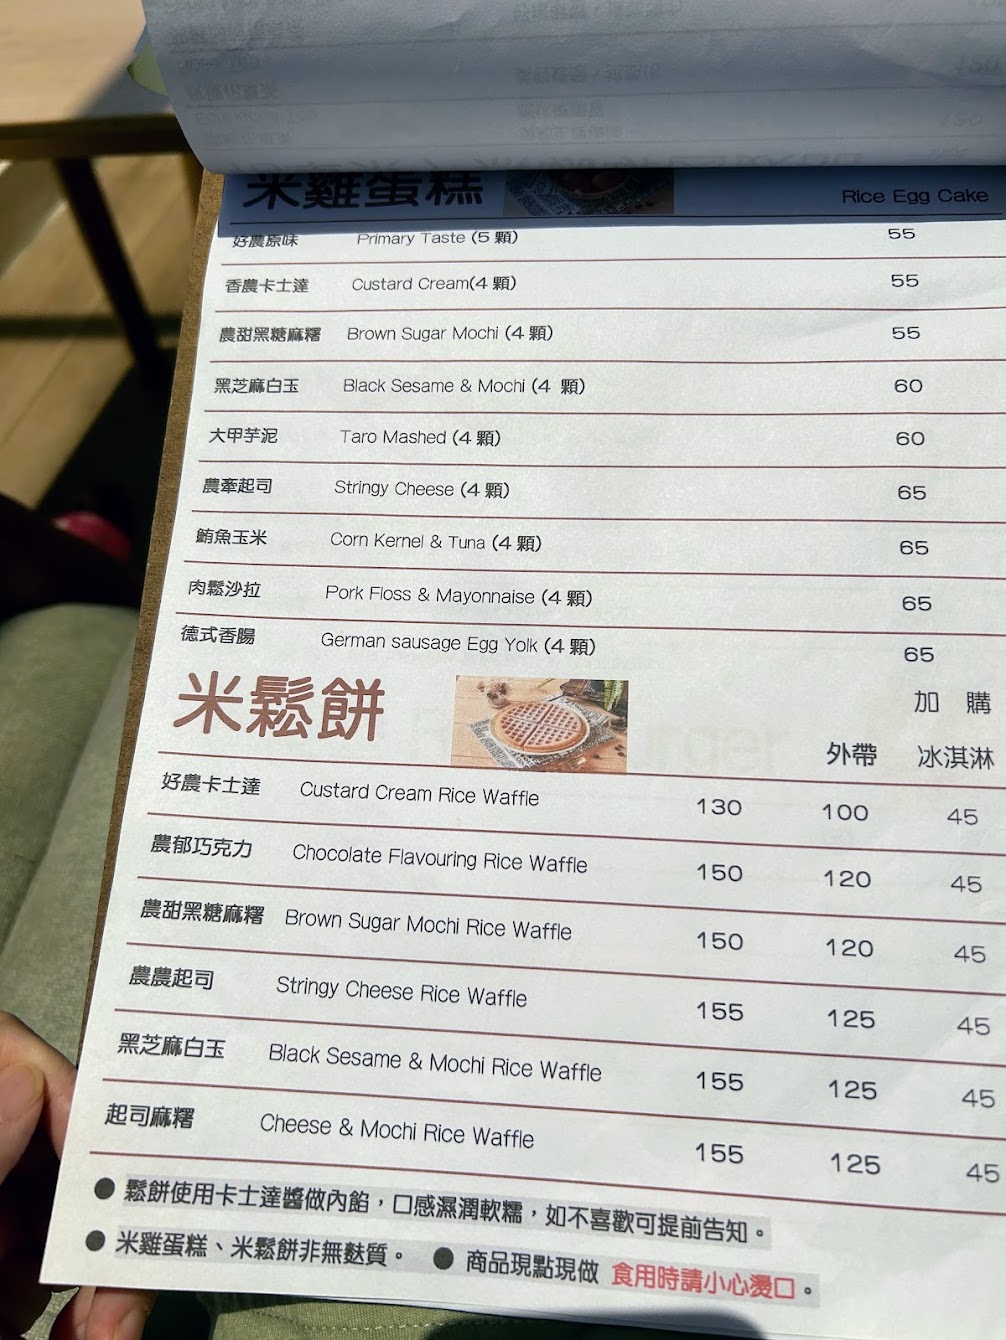 米雞蛋糕 Rice Egg Cake
好農原味 Primary Taste (5 顆) 55
香農卡士達 Custard Cream(4 顆) 55
農甜黑糖麻糬 Brown Sugar Mochi (4 顆) 55
黑芝麻白玉 Black Sesame & Mochi (4 顆) 60
大甲芋泥 Taro Mashed (4 顆) 60
農牽起司 Stringy Cheese (4 顆) 65
鮪魚玉米 Corn Kernel & Tuna (4 顆) 65
肉鬆沙拉 Pork Floss & Mayonnaise (4 顆) 65
德式香腸 German sausage Egg Yolk (4 顆) 65
米鬆餅 加 購
外帶 冰淇淋
好農卡士達 Custard Cream Rice Waffle 130 100 45
農郁巧克力 Chocolate Flavouring Rice Waffle 150 120 45
農甜黑糖麻糬 Brown Sugar Mochi Rice Waffle 150 120 45
農農起司 Stringy Cheese Rice Waffle 155 125 45
黑芝麻白玉 Black Sesame & Mochi Rice Waffle 155 125 45
起司麻糬 Cheese & Mochi Rice Waffle 155 125 45
● 鬆餅使用卡士達醬做內餡，口感濕潤軟糯，如不喜歡可提前告知。
● 米雞蛋糕、米鬆餅非無麩質。 ● 商品現點現做 食用時請小心燙口。